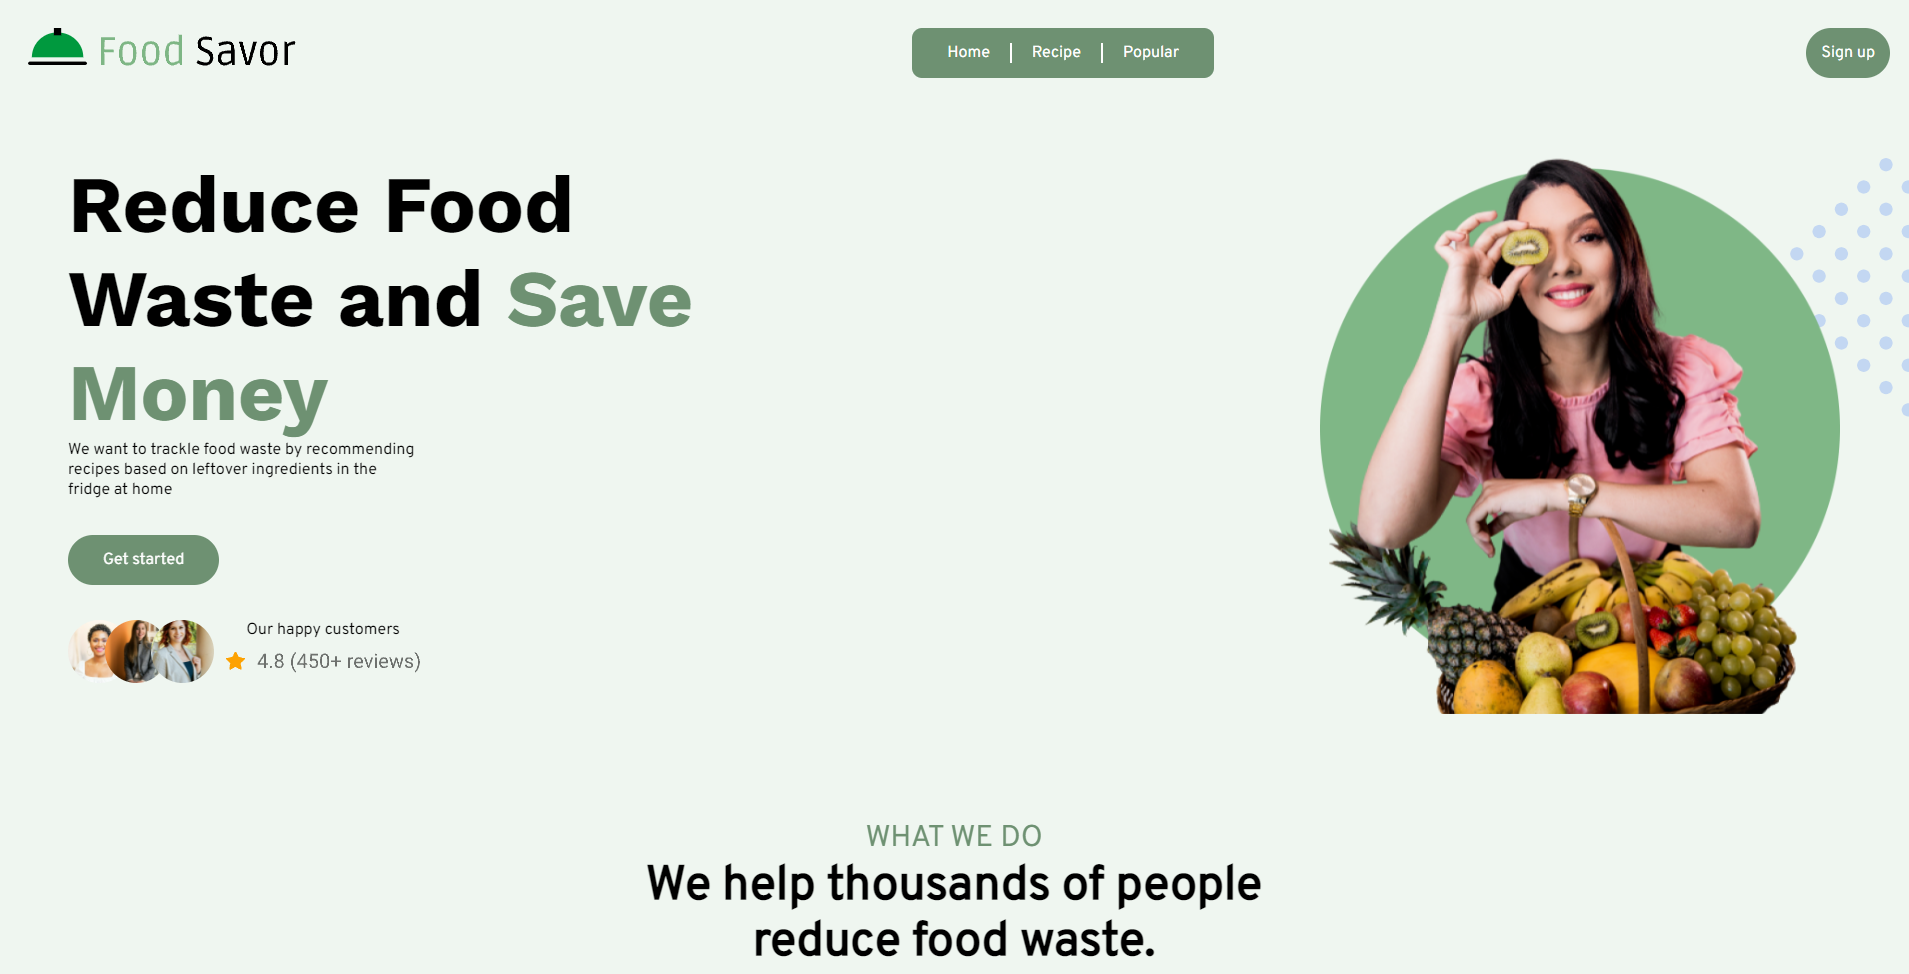 Food Savor
Home
Recipe
Popular
Sign up
Reduce Food
Waste and Save
Money
We want to trackle food waste by recommending
recipes based on leftover ingredients in the
fridge at home
Get started
Our happy customers
4.8 (450+ reviews)
WHAT WE DO
We help thousands of people
reduce food waste.